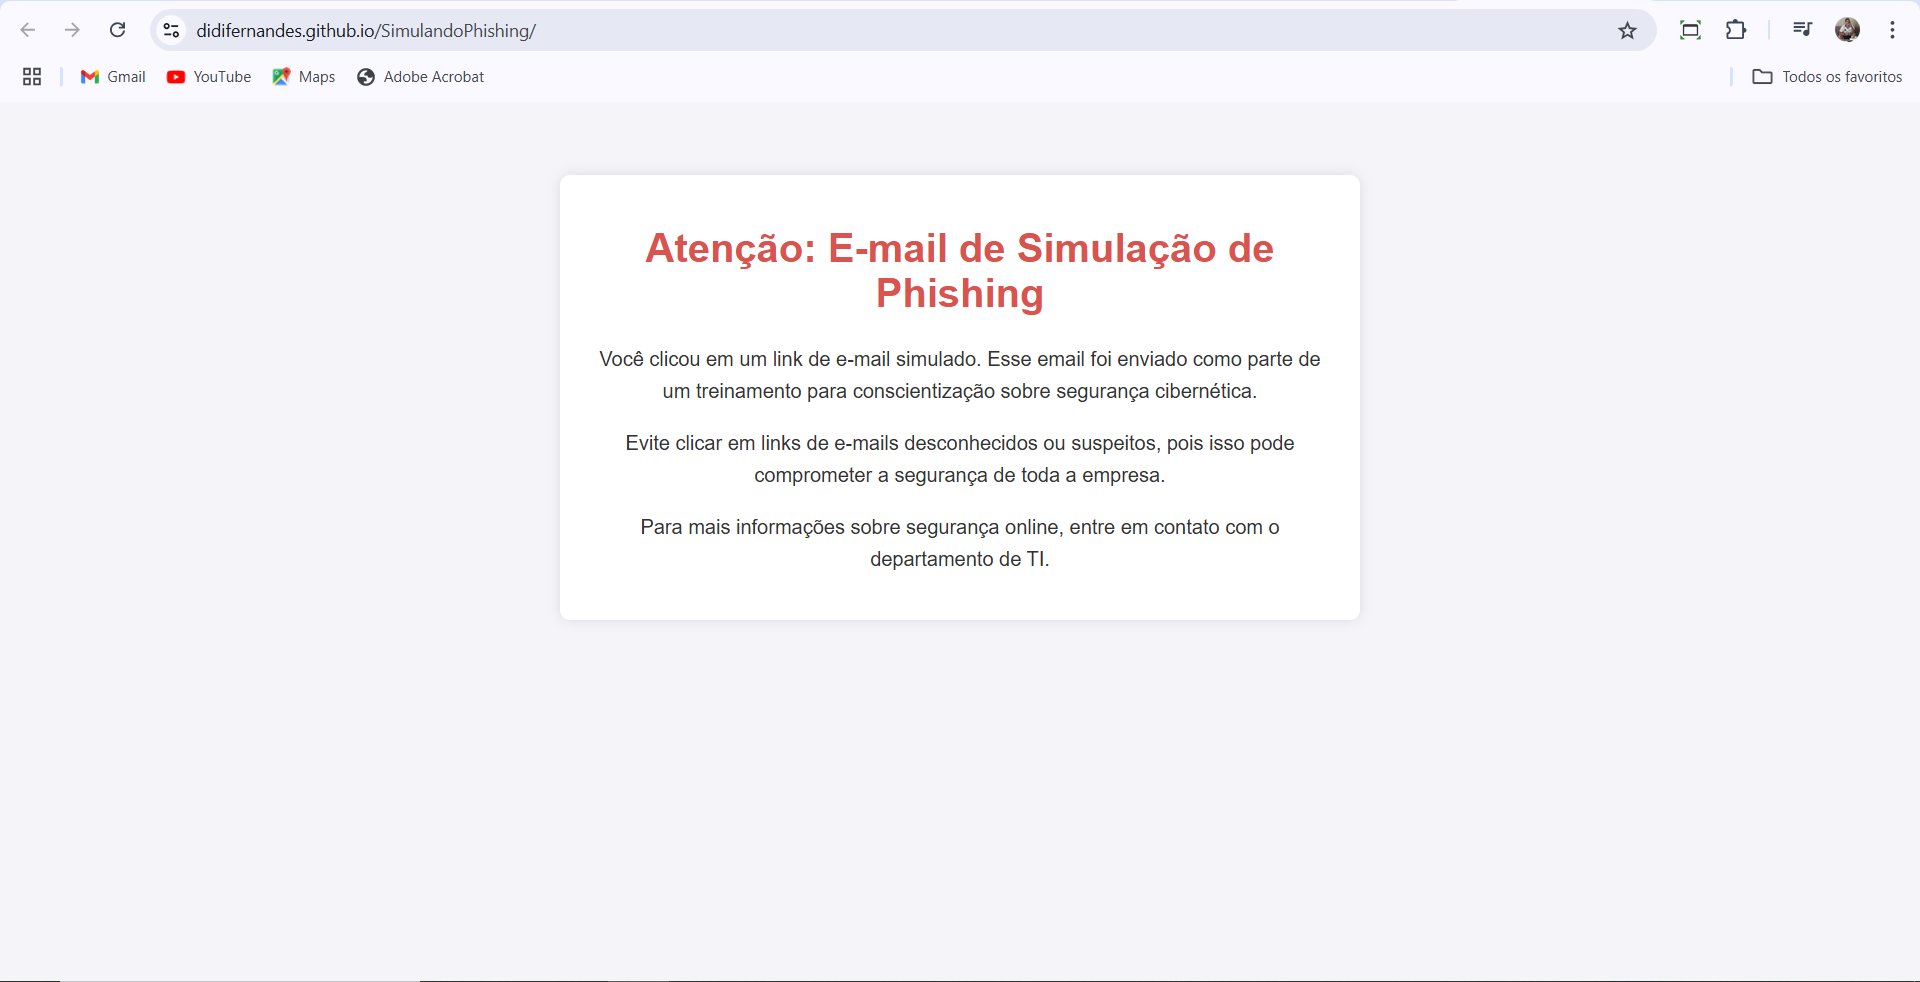 didifernandes.github.io/SimulandoPhishing/
Gmail YouTube Maps Adobe Acrobat Todos os favoritos
Atenção: E-mail de Simulação de
Phishing
Você clicou em um link de e-mail simulado. Esse email foi enviado como parte de
um treinamento para conscientização sobre segurança cibernética.
Evite clicar em links de e-mails desconhecidos ou suspeitos, pois isso pode
comprometer a segurança de toda a empresa.
Para mais informações sobre segurança online, entre em contato com o
departamento de TI.